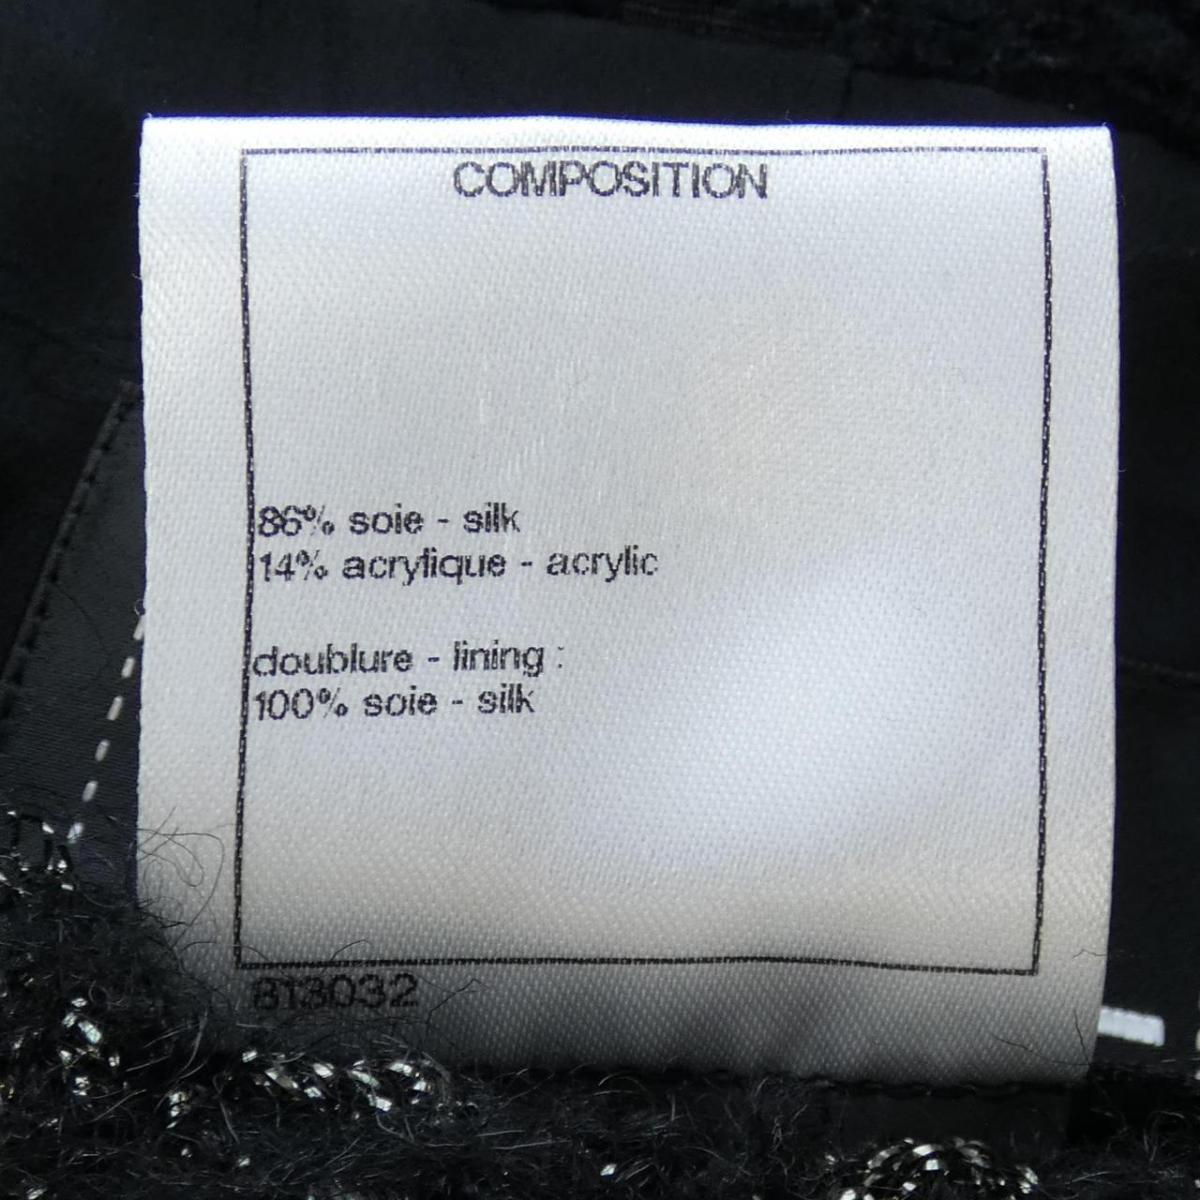 COMPOSITION
86% soie - silk
14% acrylique - acrylic
doublure - lining :
100% soie - silk
813032